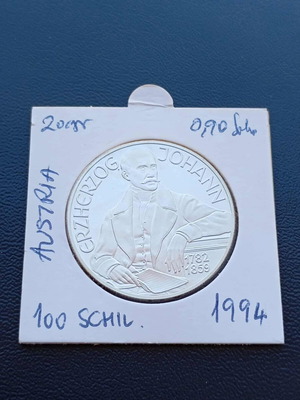 20gr 0,90 Silv.
AUSTRIA
ERZHERZOG
JOHANN
1782
1859
100 SCHIL.
1994